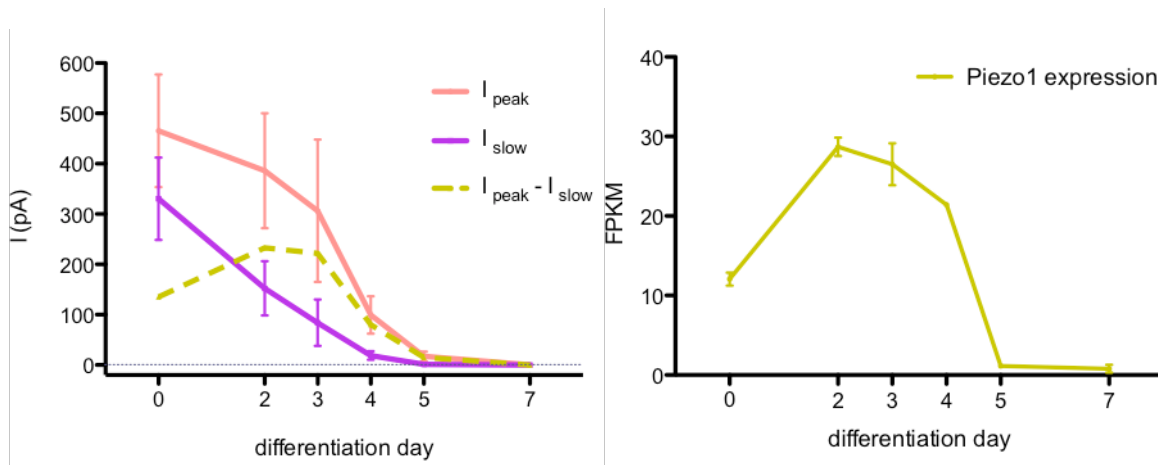 600
500
400
300
200
100
0
I (pA)
I peak
I slow
I peak - I slow
0 2 3 4 5 7
differentiation day
40
30
20
10
0
FPKM
Piezo1 expression
0 2 3 4 5 7
differentiation day